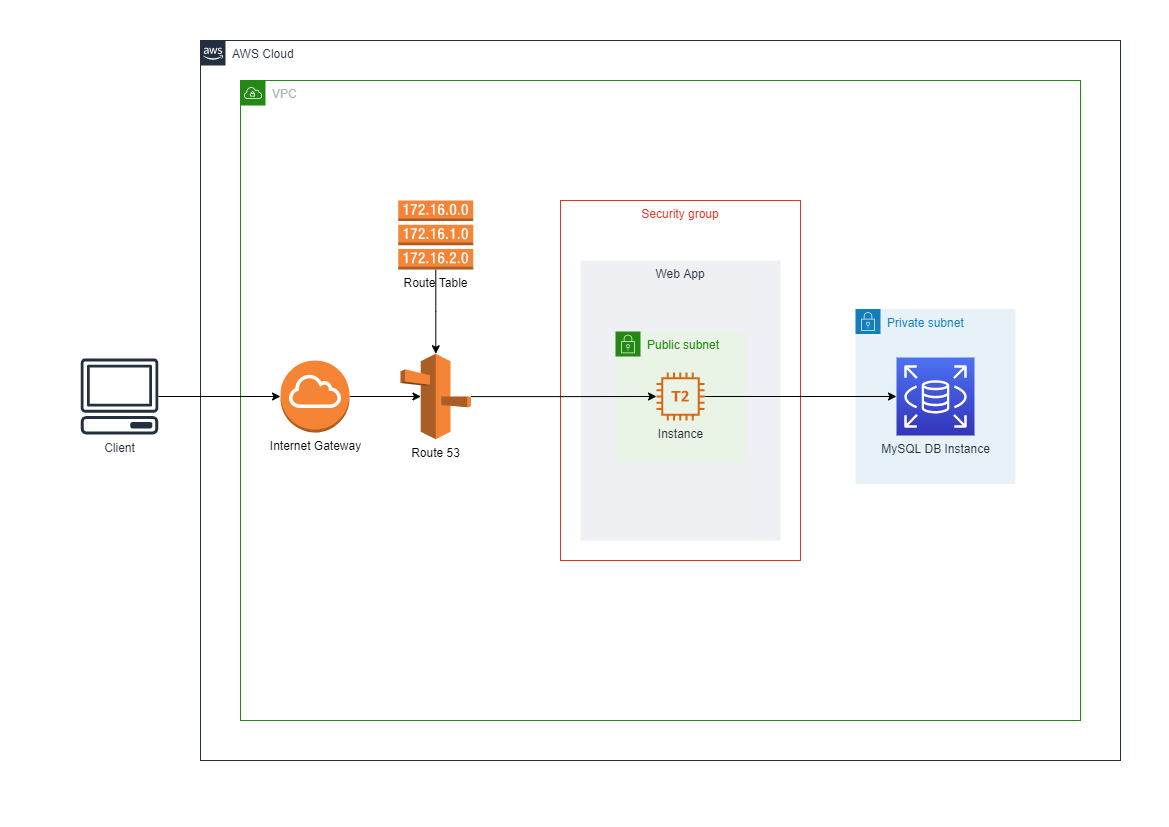 aws
AWS Cloud
VPC
172.16.0.0
172.16.1.0
172.16.2.0
Route Table
Security group
Web App
Public subnet
T2
Instance
Private subnet
MySQL DB Instance
Client
Internet Gateway
Route 53